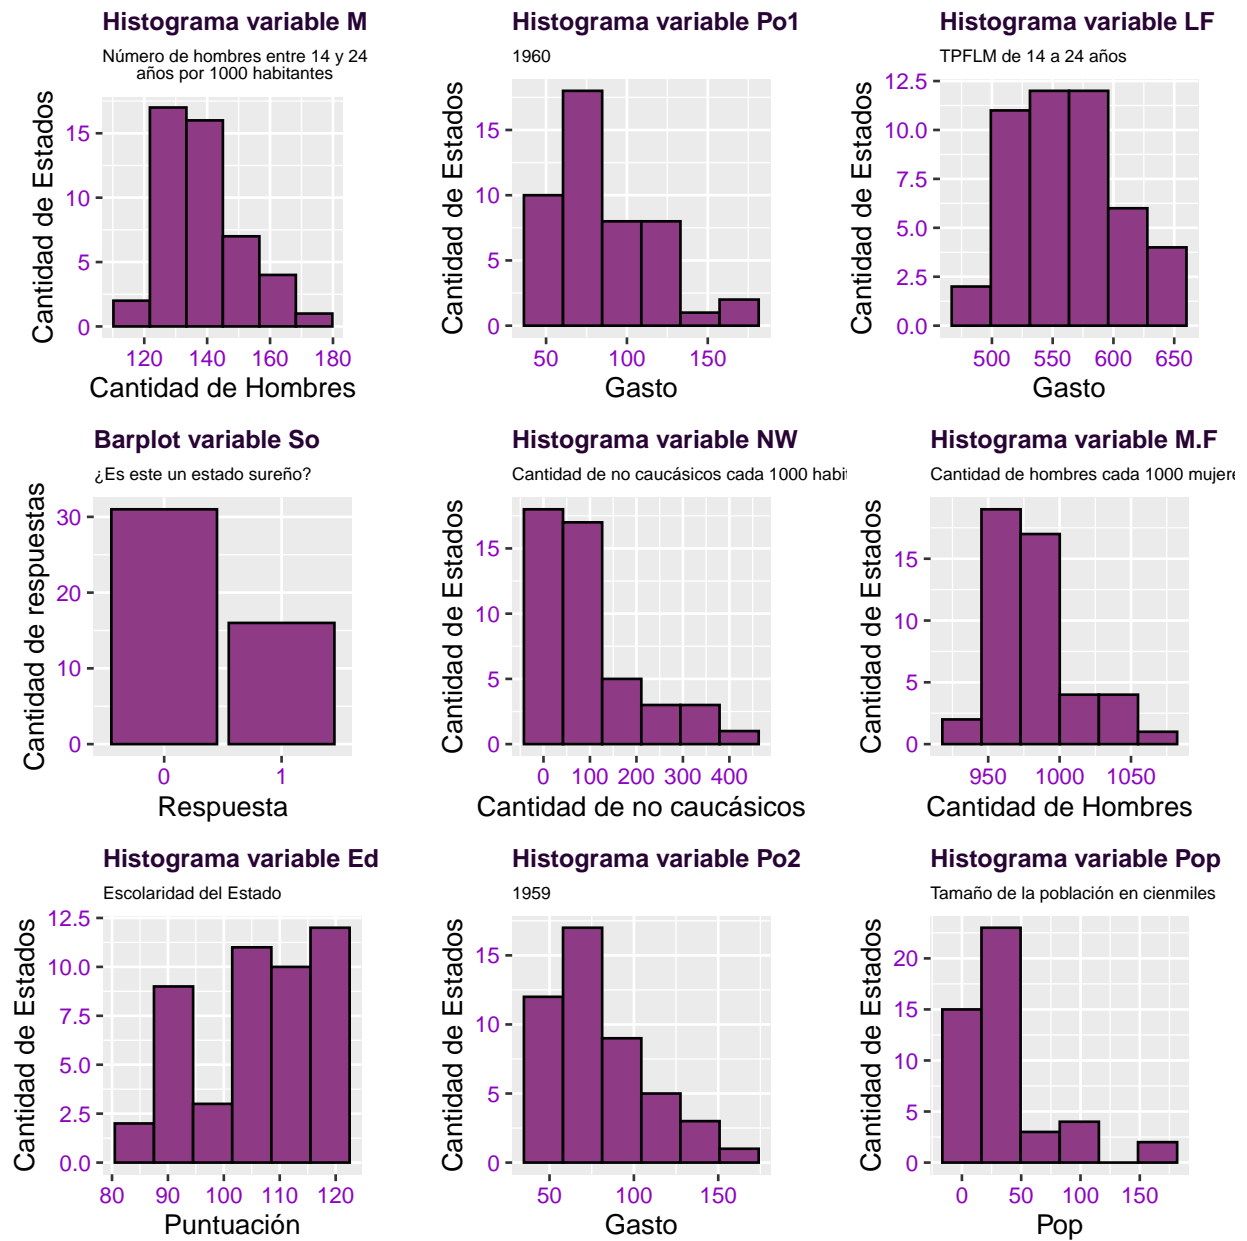 Histograma variable M
Número de hombres entre 14 y 24
años por 1000 habitantes
Cantidad de Estados
15
10
5
0
120 140 160 180
Cantidad de Hombres
Histograma variable Po1
1960
Cantidad de Estados
15
10
5
0
50 100 150
Gasto
Histograma variable LF
TPFLM de 14 a 24 años
Cantidad de Estados
12.5
10.0
7.5
5.0
2.5
0.0
500 550 600 650
Gasto
Barplot variable So
¿Es este un estado sureño?
Cantidad de respuestas
30
20
10
0
0 1
Respuesta
Histograma variable NW
Cantidad de no caucásicos cada 1000 habit
Cantidad de Estados
15
10
5
0
0 100 200 300 400
Cantidad de no caucásicos
Histograma variable M.F
Cantidad de hombres cada 1000 mujere
Cantidad de Estados
15
10
5
0
950 1000 1050
Cantidad de Hombres
Histograma variable Ed
Escolaridad del Estado
Cantidad de Estados
12.5
10.0
7.5
5.0
2.5
0.0
80 90 100 110 120
Puntuación
Histograma variable Po2
1959
Cantidad de Estados
15
10
5
0
50 100 150
Gasto
Histograma variable Pop
Tamaño de la población en cienmiles
Cantidad de Estados
20
15
10
5
0
0 50 100 150
Pop